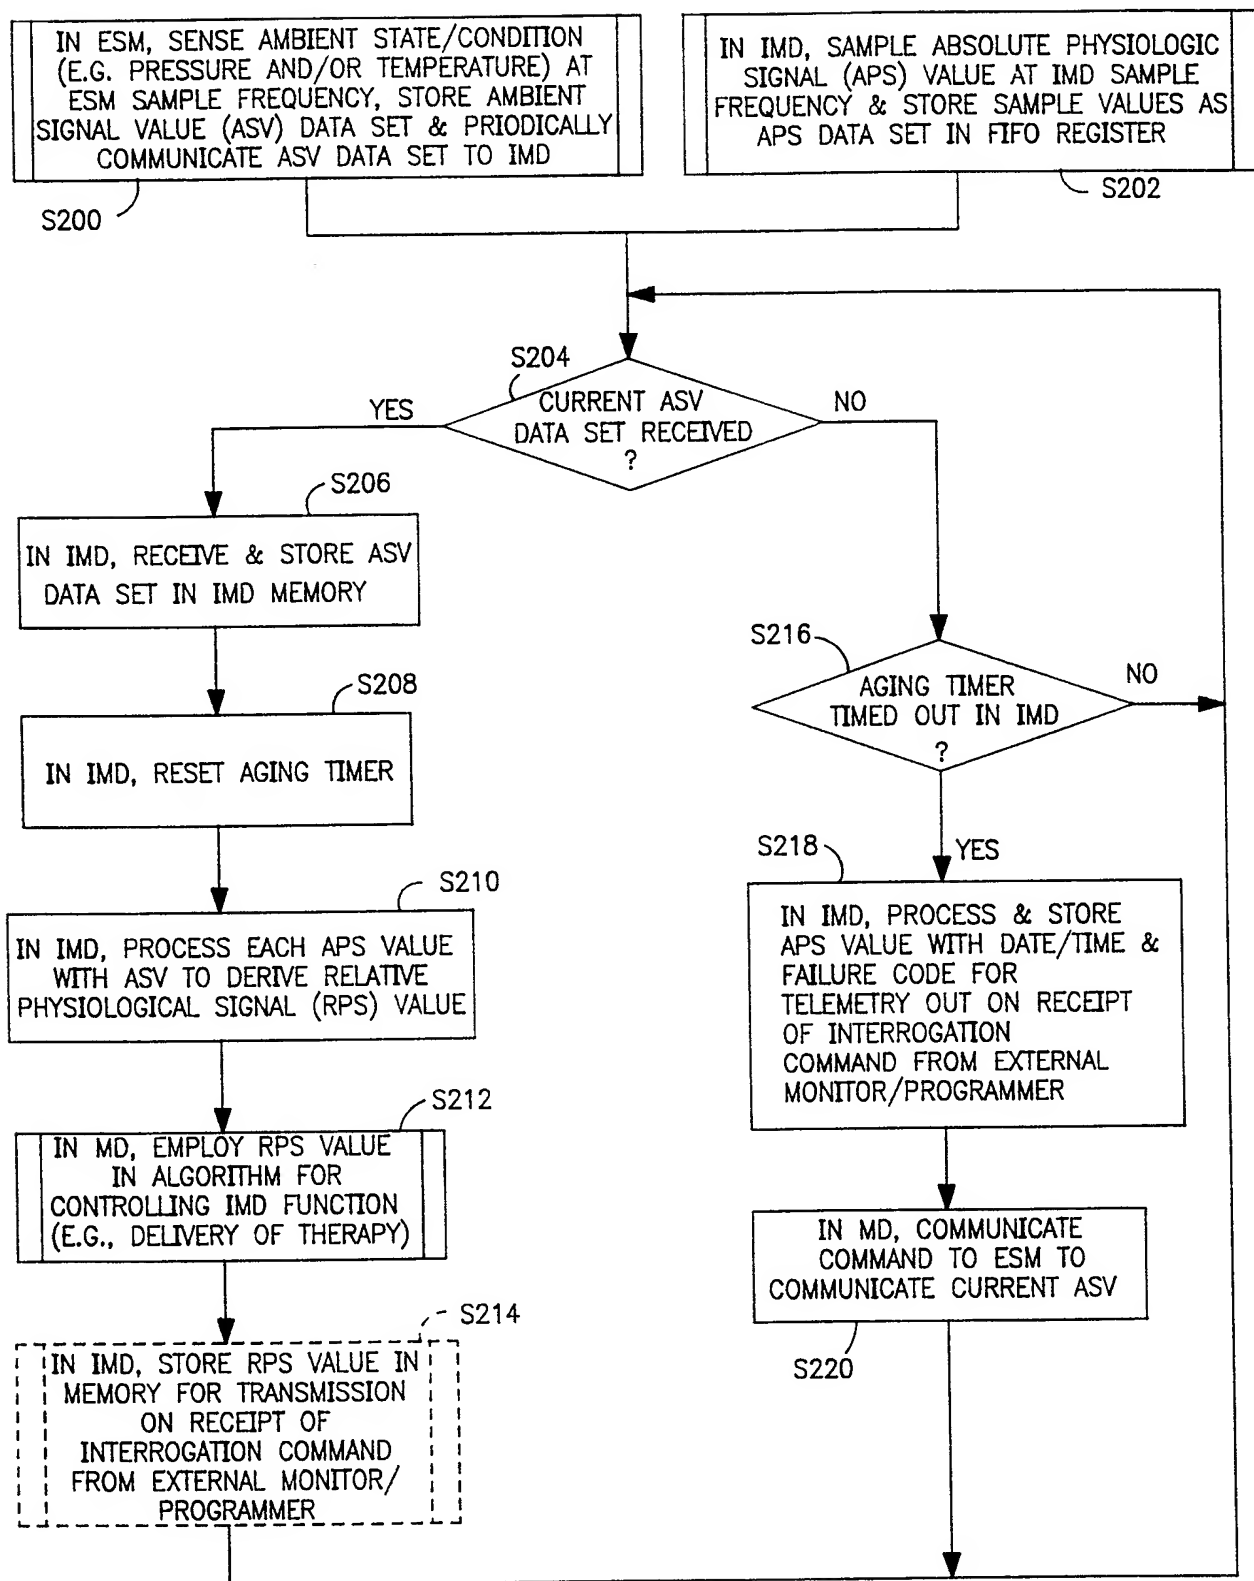 IN ESM, SENSE AMBIENT STATE/CONDITION
(E.G. PRESSURE AND/OR TEMPERATURE) AT
ESM SAMPLE FREQUENCY, STORE AMBIENT
SIGNAL VALUE (ASV) DATA SET & PRIODICALLY
COMMUNICATE ASV DATA SET TO IMD
S200
IN IMD, SAMPLE ABSOLUTE PHYSIOLOGIC
SIGNAL (APS) VALUE AT IMD SAMPLE
FREQUENCY & STORE SAMPLE VALUES AS
APS DATA SET IN FIFO REGISTER
S202
S204
CURRENT ASV
DATA SET RECEIVED
?
YES
NO
S206
IN IMD, RECEIVE & STORE ASV
DATA SET IN IMD MEMORY
S208
IN IMD, RESET AGING TIMER
S210
IN IMD, PROCESS EACH APS VALUE
WITH ASV TO DERIVE RELATIVE
PHYSIOLOGICAL SIGNAL (RPS) VALUE
S212
IN MD, EMPLOY RPS VALUE
IN ALGORITHM FOR
CONTROLLING IMD FUNCTION
(E.G., DELIVERY OF THERAPY)
S214
IN IMD, STORE RPS VALUE IN
MEMORY FOR TRANSMISSION
ON RECEIPT OF
INTERROGATION COMMAND
FROM EXTERNAL MONITOR/
PROGRAMMER
S216
AGING TIMER
TIMED OUT IN IMD
?
NO
YES
S218
IN IMD, PROCESS & STORE
APS VALUE WITH DATE/TIME &
FAILURE CODE FOR
TELEMETRY OUT ON RECEIPT
OF INTERROGATION
COMMAND FROM EXTERNAL
MONITOR/PROGRAMMER
IN MD, COMMUNICATE
COMMAND TO ESM TO
COMMUNICATE CURRENT ASV
S220